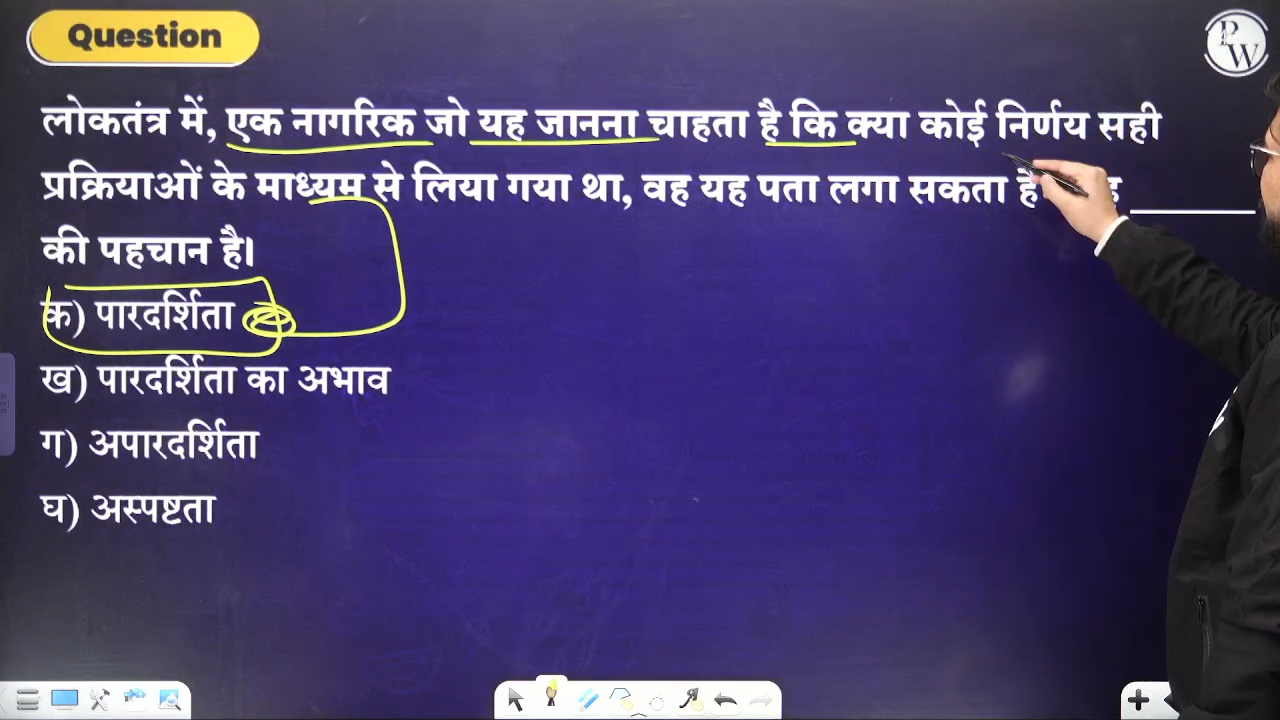 Question
PW
लोकतंत्र में, एक नागरिक जो यह जानना चाहता है कि क्या कोई निर्णय सही
प्रक्रियाओं के माध्यम से लिया गया था, वह यह पता लगा सकता है
की पहचान है।
क) पारदर्शिता
ख) पारदर्शिता का अभाव
ग) अपारदर्शिता
घ) अस्पष्टता